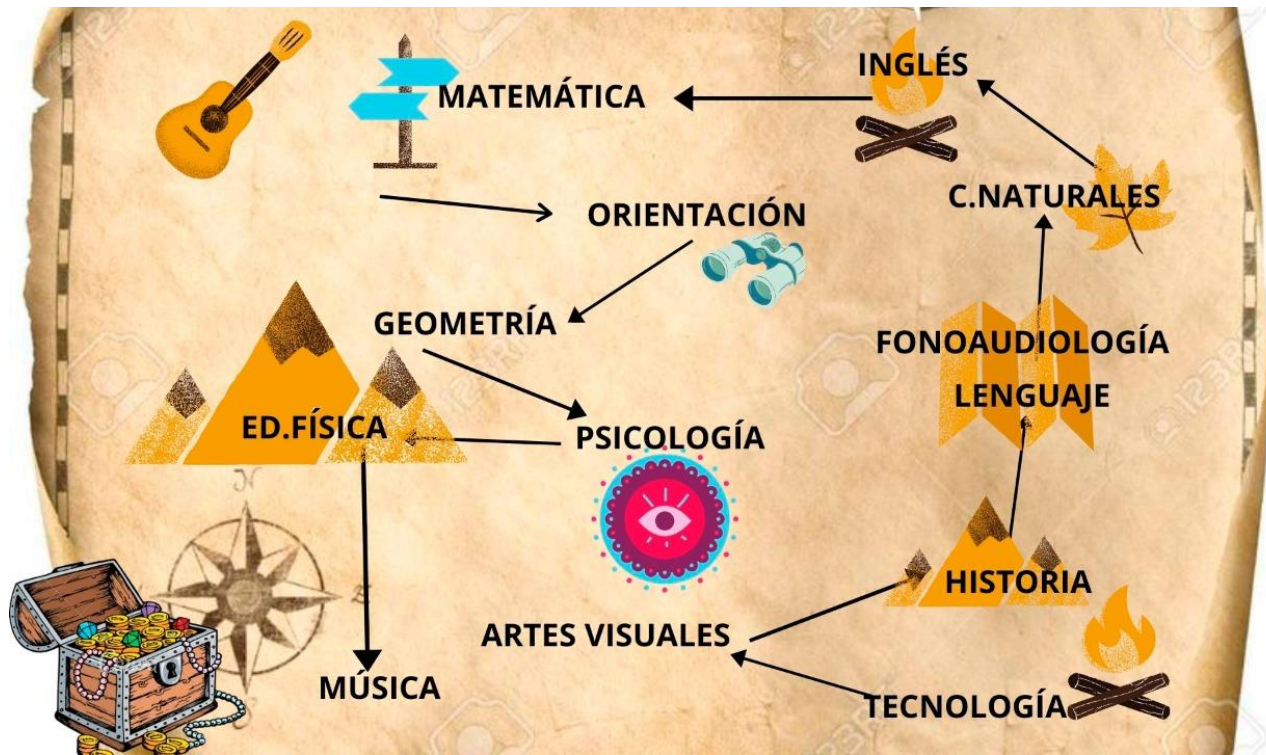 INGLÉS
MATEMÁTICA
C.NATURALES
ORIENTACIÓN
GEOMETRÍA
FONOAUDIOLOGÍA
LENGUAJE
ED.FÍSICA
PSICOLOGÍA
HISTORIA
ARTES VISUALES
MÚSICA
TECNOLOGÍA